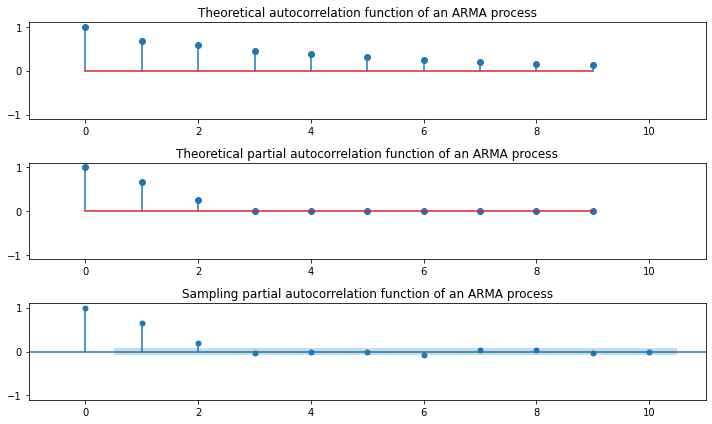 Theoretical autocorrelation function of an ARMA process
1
0
−1
0 2 4 6 8 10
Theoretical partial autocorrelation function of an ARMA process
1
0
−1
0 2 4 6 8 10
Sampling partial autocorrelation function of an ARMA process
1
0
−1
0 2 4 6 8 10